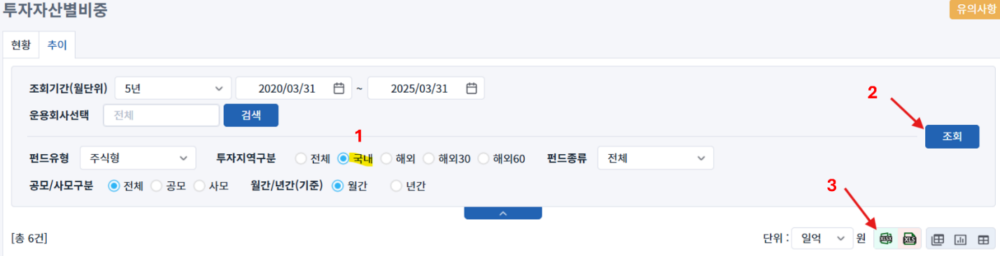 투자자산별비중 유의사항
현황 추이
조회기간(월단위) 5년 2020/03/31 ~ 2025/03/31
2
운용회사선택 전체 검색
1
조회
펀드유형 주식형 투자지역구분 전체 국내 해외 해외30 해외60 펀드종류 전체
공모/사모구분 전체 공모 사모 월간/년간(기준) 월간 년간
3
[총 6건] 단위 : 일억 원 XLSX XLS